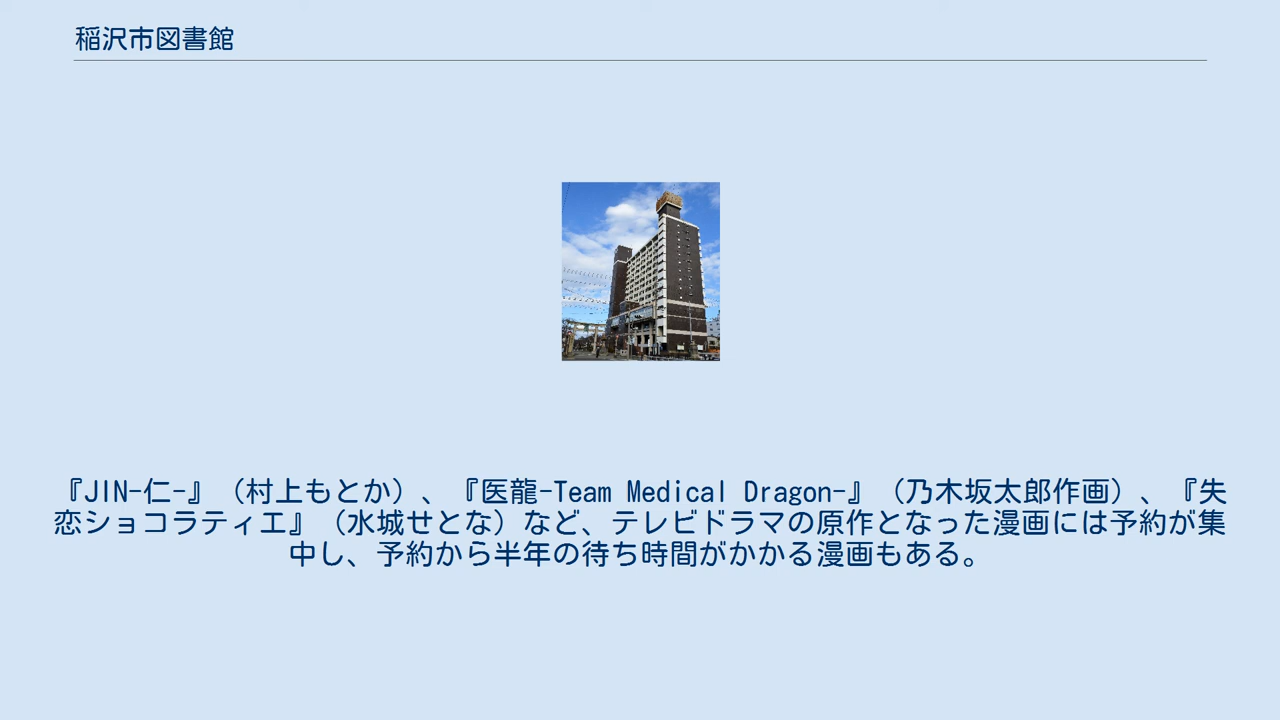 稲沢市図書館
『JIN-仁-』（村上もとか）、『医龍-Team Medical Dragon-』（乃木坂太郎作画）、『失
恋ショコラティエ』（水城せとな）など、テレビドラマの原作となった漫画には予約が集
中し、予約から半年の待ち時間がかかる漫画もある。